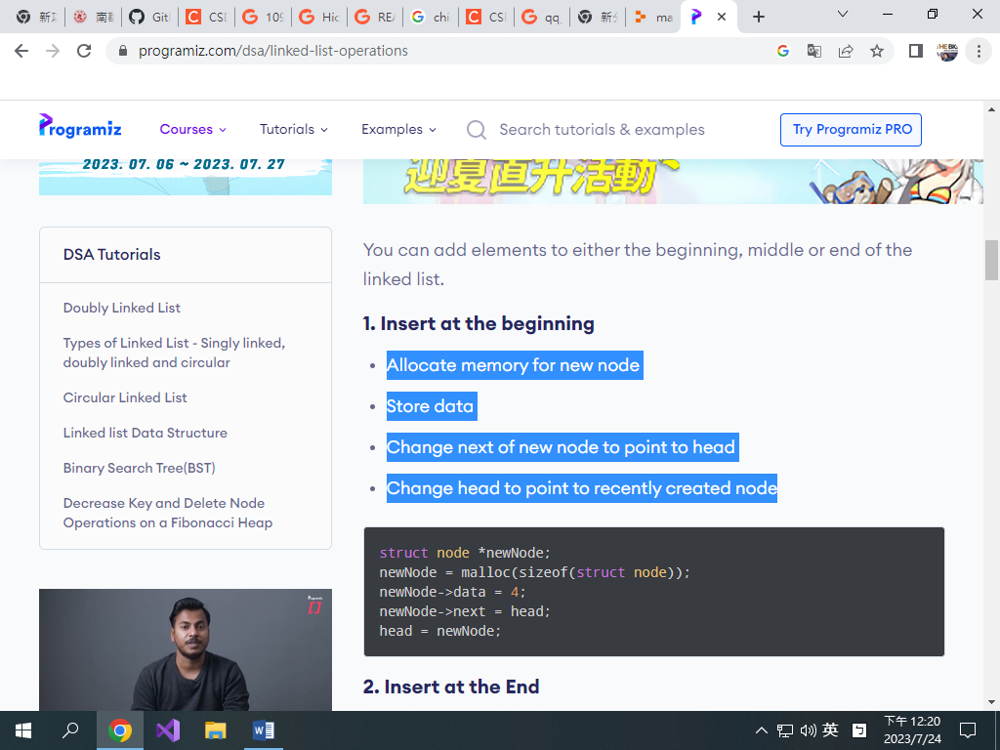 新
南
Git
CSD
109
Hic
REA
chi
CSD
qq_
新
ma
programiz.com/dsa/linked-list-operations
Programiz
Courses
Tutorials
Examples
Search tutorials & examples
Try Programiz PRO
2023. 07. 06 ~ 2023. 07. 27
迎夏直升活動
DSA Tutorials
Doubly Linked List
Types of Linked List - Singly linked,
doubly linked and circular
Circular Linked List
Linked list Data Structure
Binary Search Tree(BST)
Decrease Key and Delete Node
Operations on a Fibonacci Heap
You can add elements to either the beginning, middle or end of the
linked list.
1. Insert at the beginning
• Allocate memory for new node
• Store data
• Change next of new node to point to head
• Change head to point to recently created node
struct node *newNode;
newNode = malloc(sizeof(struct node));
newNode->data = 4;
newNode->next = head;
head = newNode;
2. Insert at the End
英
下午 12:20
2023/7/24